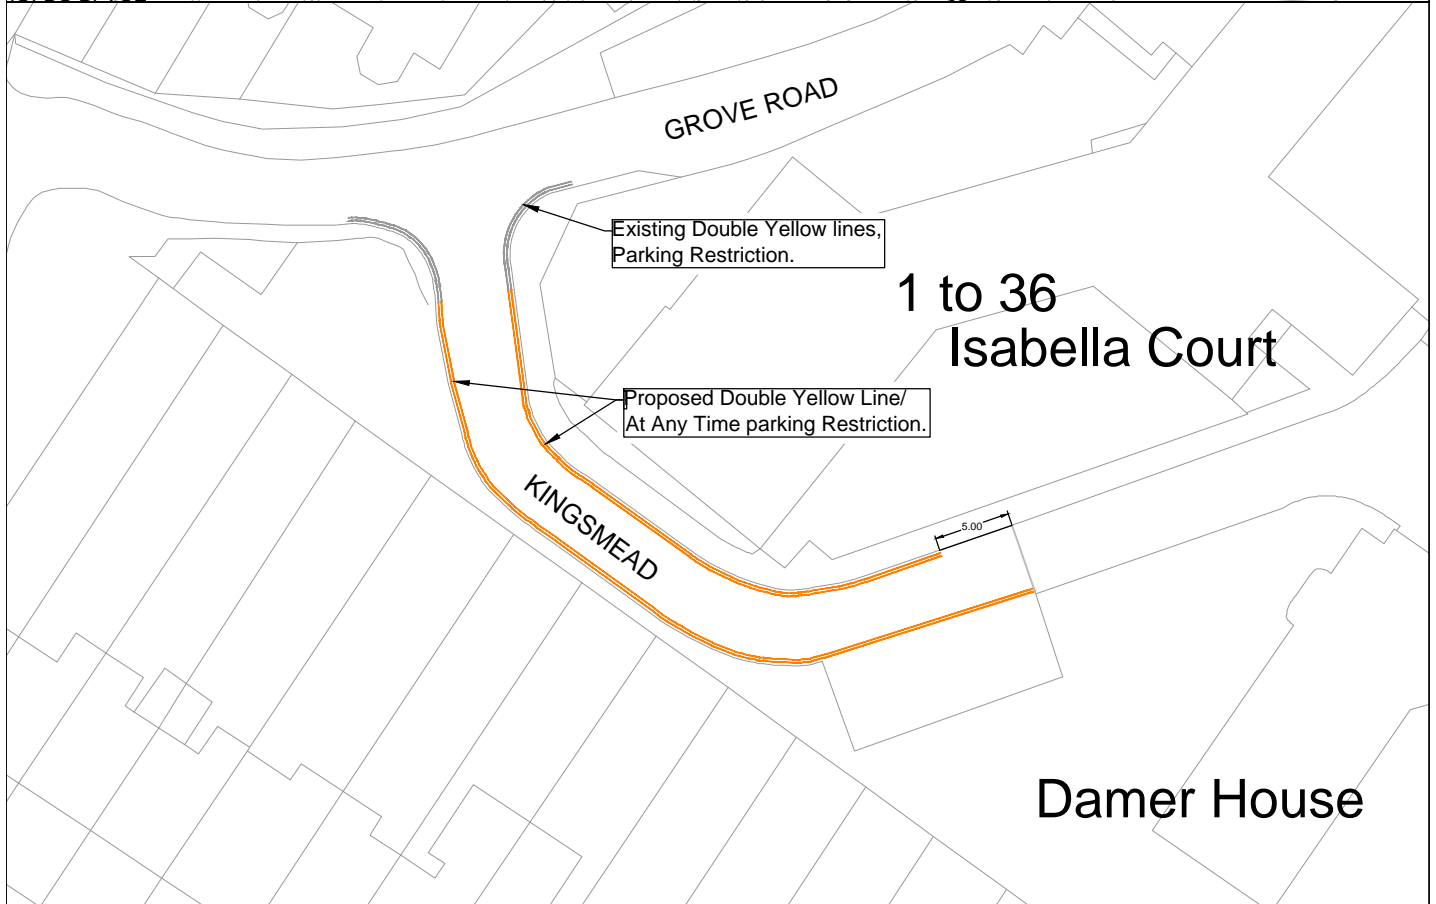 GROVE ROAD
Existing Double Yellow lines,
Parking Restriction.
1 to 36
Isabella Court
Proposed Double Yellow Line/
At Any Time parking Restriction.
KINGSMEAD
5.00
Damer House